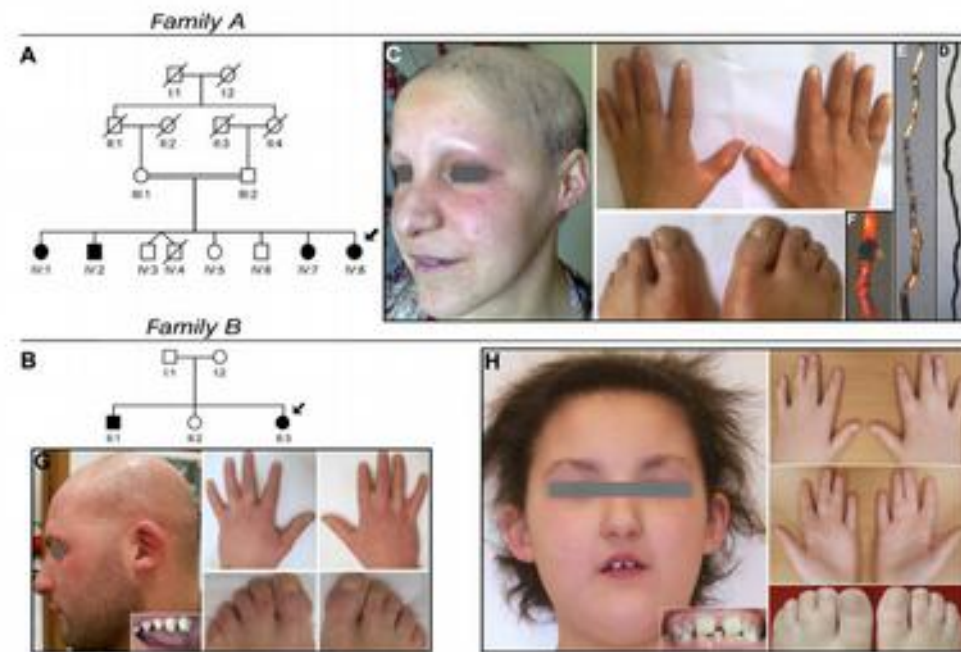 Family A
A
I:1 I:2
II:1 II:2 II:3 II:4
III:1 III:2
IV:1 IV:2 IV:3 IV:4 IV:5 IV:6 IV:7 IV:8
C
E
D
F
Family B
B
I:1 I:2
II:1 II:2 II:3
G
H